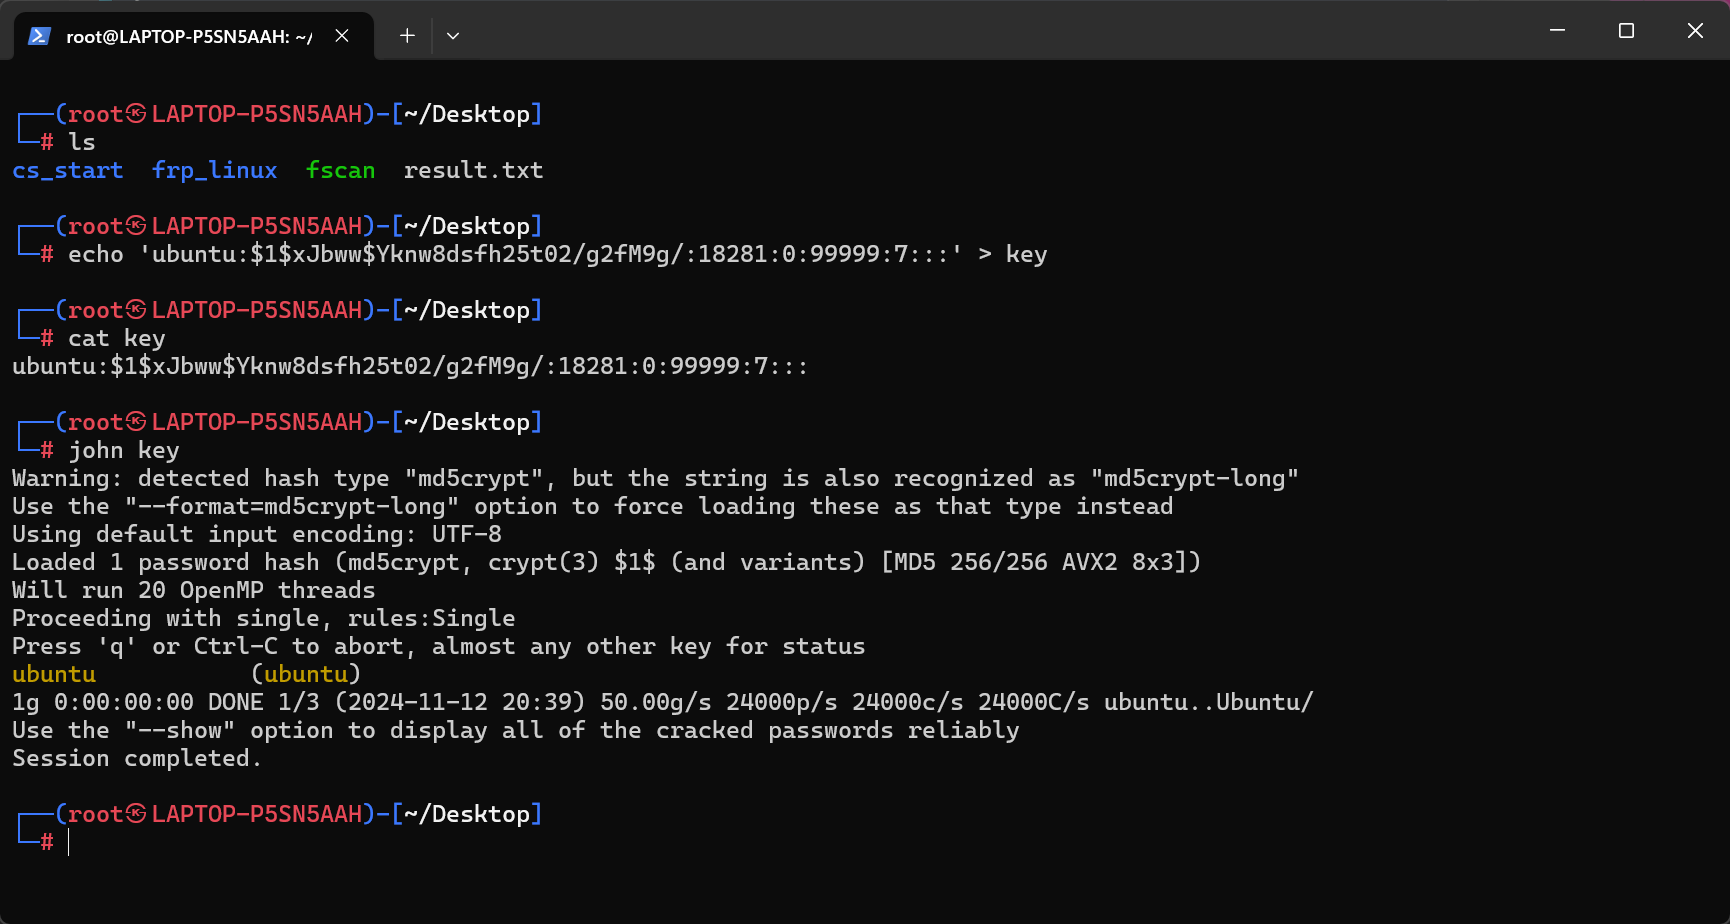 root@LAPTOP-P5SN5AAH: ~/
┌──(root㉿LAPTOP-P5SN5AAH)-[~/Desktop]
└─# ls
cs_start  frp_linux  fscan  result.txt
┌──(root㉿LAPTOP-P5SN5AAH)-[~/Desktop]
└─# echo 'ubuntu:$1$xJbww$Yknw8dsfh25t02/g2fM9g/:18281:0:99999:7:::' > key
┌──(root㉿LAPTOP-P5SN5AAH)-[~/Desktop]
└─# cat key
ubuntu:$1$xJbww$Yknw8dsfh25t02/g2fM9g/:18281:0:99999:7:::
┌──(root㉿LAPTOP-P5SN5AAH)-[~/Desktop]
└─# john key
Warning: detected hash type "md5crypt", but the string is also recognized as "md5crypt-long"
Use the "--format=md5crypt-long" option to force loading these as that type instead
Using default input encoding: UTF-8
Loaded 1 password hash (md5crypt, crypt(3) $1$ (and variants) [MD5 256/256 AVX2 8x3])
Will run 20 OpenMP threads
Proceeding with single, rules:Single
Press 'q' or Ctrl-C to abort, almost any other key for status
ubuntu           (ubuntu)
1g 0:00:00:00 DONE 1/3 (2024-11-12 20:39) 50.00g/s 24000p/s 24000c/s 24000C/s ubuntu..Ubuntu/
Use the "--show" option to display all of the cracked passwords reliably
Session completed.
┌──(root㉿LAPTOP-P5SN5AAH)-[~/Desktop]
└─#